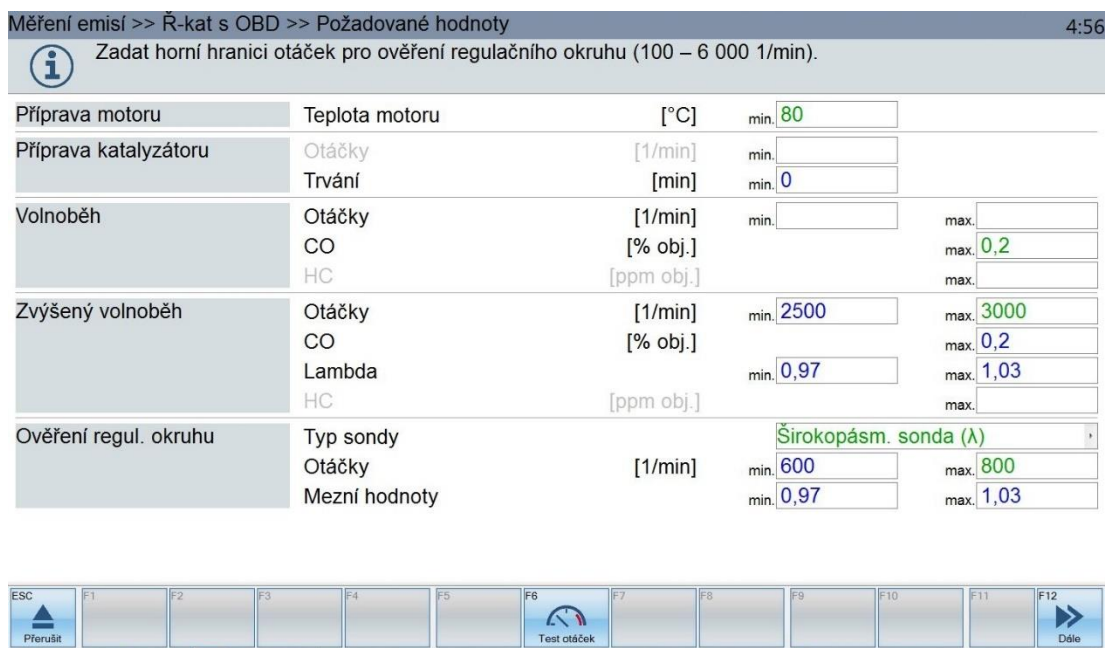 Měření emisí >> Ř-kat s OBD >> Požadované hodnoty 4:56
Zadat horní hranici otáček pro ověření regulačního okruhu (100 – 6 000 1/min).
Příprava motoru Teplota motoru [°C] min. 80
Příprava katalyzátoru Otáčky [1/min] min.
Trvání [min] min. 0
Volnoběh Otáčky [1/min] min. max.
CO [% obj.] max. 0,2
HC [ppm obj.] max.
Zvýšený volnoběh Otáčky [1/min] min. 2500 max. 3000
CO [% obj.] max. 0,2
Lambda min. 0,97 max. 1,03
HC [ppm obj.] max.
Ověření regul. okruhu Typ sondy Širokopásm. sonda (λ)
Otáčky [1/min] min. 600 max. 800
Mezní hodnoty min. 0,97 max. 1,03
ESC F1 F2 F3 F4 F5 F6 F7 F8 F9 F10 F11 F12
Přerušit Test otáček Dále